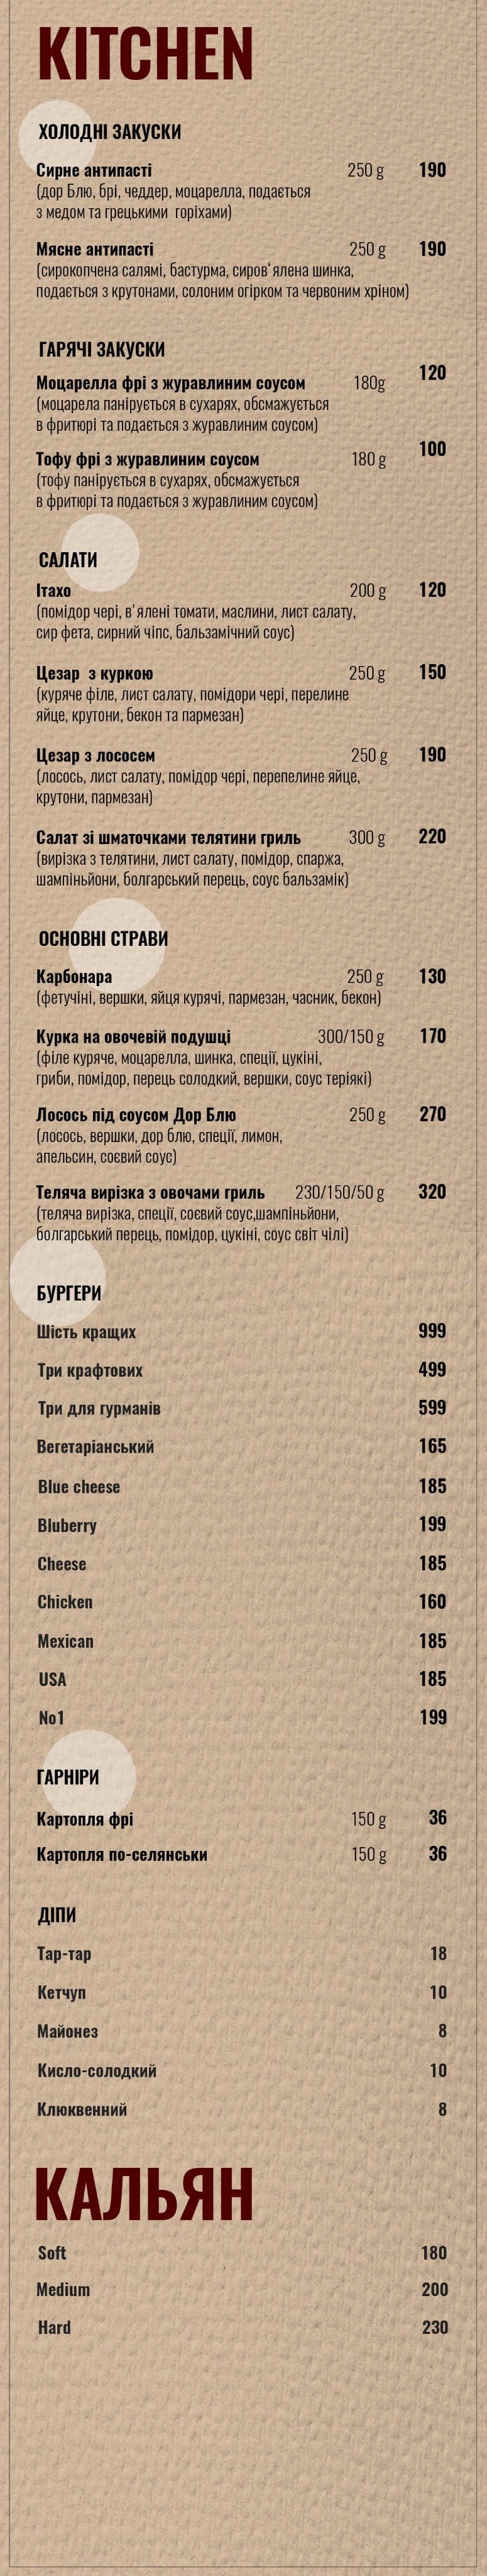 KITCHEN
ХОЛОДНІ ЗАКУСКИ
Сирне антипасті 250 g 190
(дор Блю, брі, чеддер, моцарелла, подається
з медом та грецькими горіхами)
Мясне антипасті 250 g 190
(сирокопчена салямі, бастурма, сиров'ялена шинка,
подається з крутонами, солоним огірком та червоним хріном)
ГАРЯЧІ ЗАКУСКИ
Моцарелла фрі з журавлиним соусом 180g 120
(моцарела панірується в сухарях, обсмажується
в фритюрі та подається з журавлиним соусом)
Тофу фрі з журавлиним соусом 180 g 100
(тофу панірується в сухарях, обсмажується
в фритюрі та подається з журавлиним соусом)
САЛАТИ
Ітахо 200 g 120
(помідор чері, в'ялені томати, маслини, лист салату,
сир фета, сирний чіпс, бальзамічний соус)
Цезар з куркою 250 g 150
(куряче філе, лист салату, помідори чері, перелине
яйце, крутони, бекон та пармезан)
Цезар з лососем 250 g 190
(лосось, лист салату, помідор чері, перепелине яйце,
крутони, пармезан)
Салат зі шматочками телятини гриль 300 g 220
(вирізка з телятини, лист салату, помідор, спаржа,
шампіньйони, болгарський перець, соус бальзамік)
ОСНОВНІ СТРАВИ
Карбонара 250 g 130
(фетучіні, вершки, яйця курячі, пармезан, часник, бекон)
Курка на овочевій подушці 300/150 g 170
(філе куряче, моцарелла, шинка, спеції, цукіні,
гриби, помідор, перець солодкий, вершки, соус теріякі)
Лосось під соусом Дор Блю 250 g 270
(лосось, вершки, дор блю, спеції, лимон,
апельсин, соєвий соус)
Теляча вирізка з овочами гриль 230/150/50 g 320
(теляча вирізка, спеції, соєвий соус,шампіньйони,
болгарський перець, помідор, цукіні, соус світ чілі)
БУРГЕРИ
Шість кращих 999
Три крафтових 499
Три для гурманів 599
Вегетаріанський 165
Blue cheese 185
Bluberry 199
Cheese 185
Chicken 160
Mexican 185
USA 185
No1 199
ГАРНІРИ
Картопля фрі 150 g 36
Картопля по-селянськи 150 g 36
ДІПИ
Тар-тар 18
Кетчуп 10
Майонез 8
Кисло-солодкий 10
Клюквенний 8
КАЛЬЯН
Soft 180
Medium 200
Hard 230